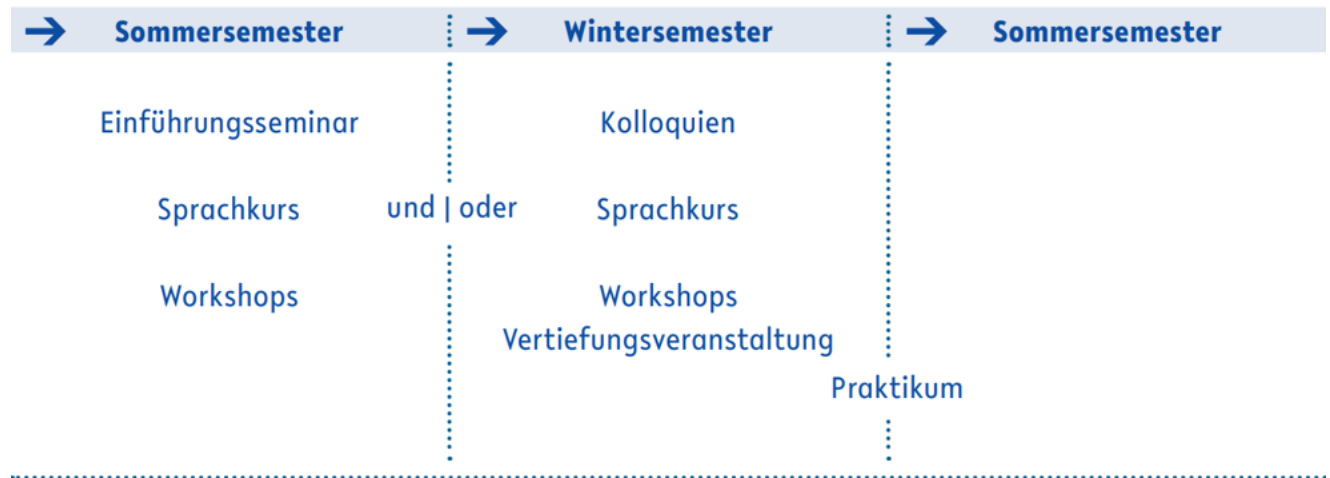 → Sommersemester → Wintersemester → Sommersemester
Einführungsseminar Kolloquien
Sprachkurs und | oder Sprachkurs
Workshops Workshops
Vertiefungsveranstaltung
Praktikum